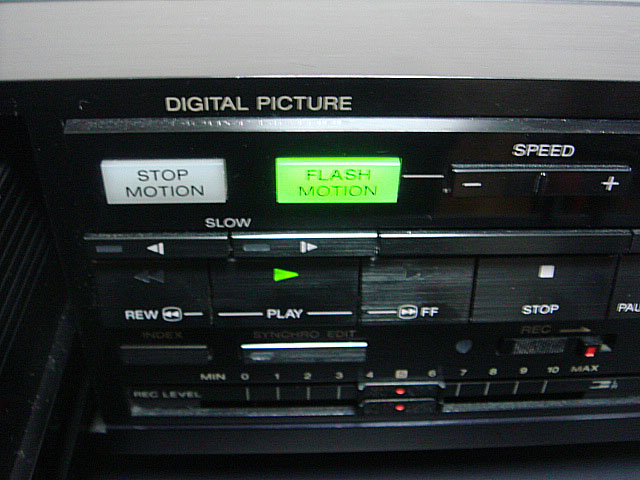 DIGITAL PICTURE
SPEED
STOP
MOTION
FLASH
MOTION
- +
SLOW
REW PLAY FF STOP PAU
INDEX SYNCHRO EDIT REC
MIN 0 1 2 3 4 5 6 7 8 9 10 MAX
REC LEVEL